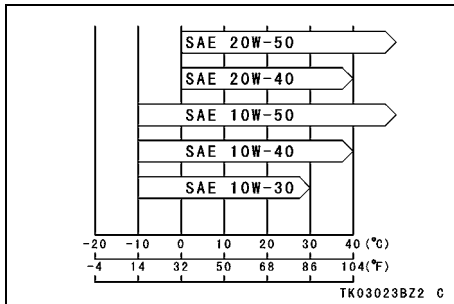 SAE 20W-50
SAE 20W-40
SAE 10W-50
SAE 10W-40
SAE 10W-30
-20 -10 0 10 20 30 40 (°C)
-4 14 32 50 68 86 104(°F)
TK03023BZ2 C